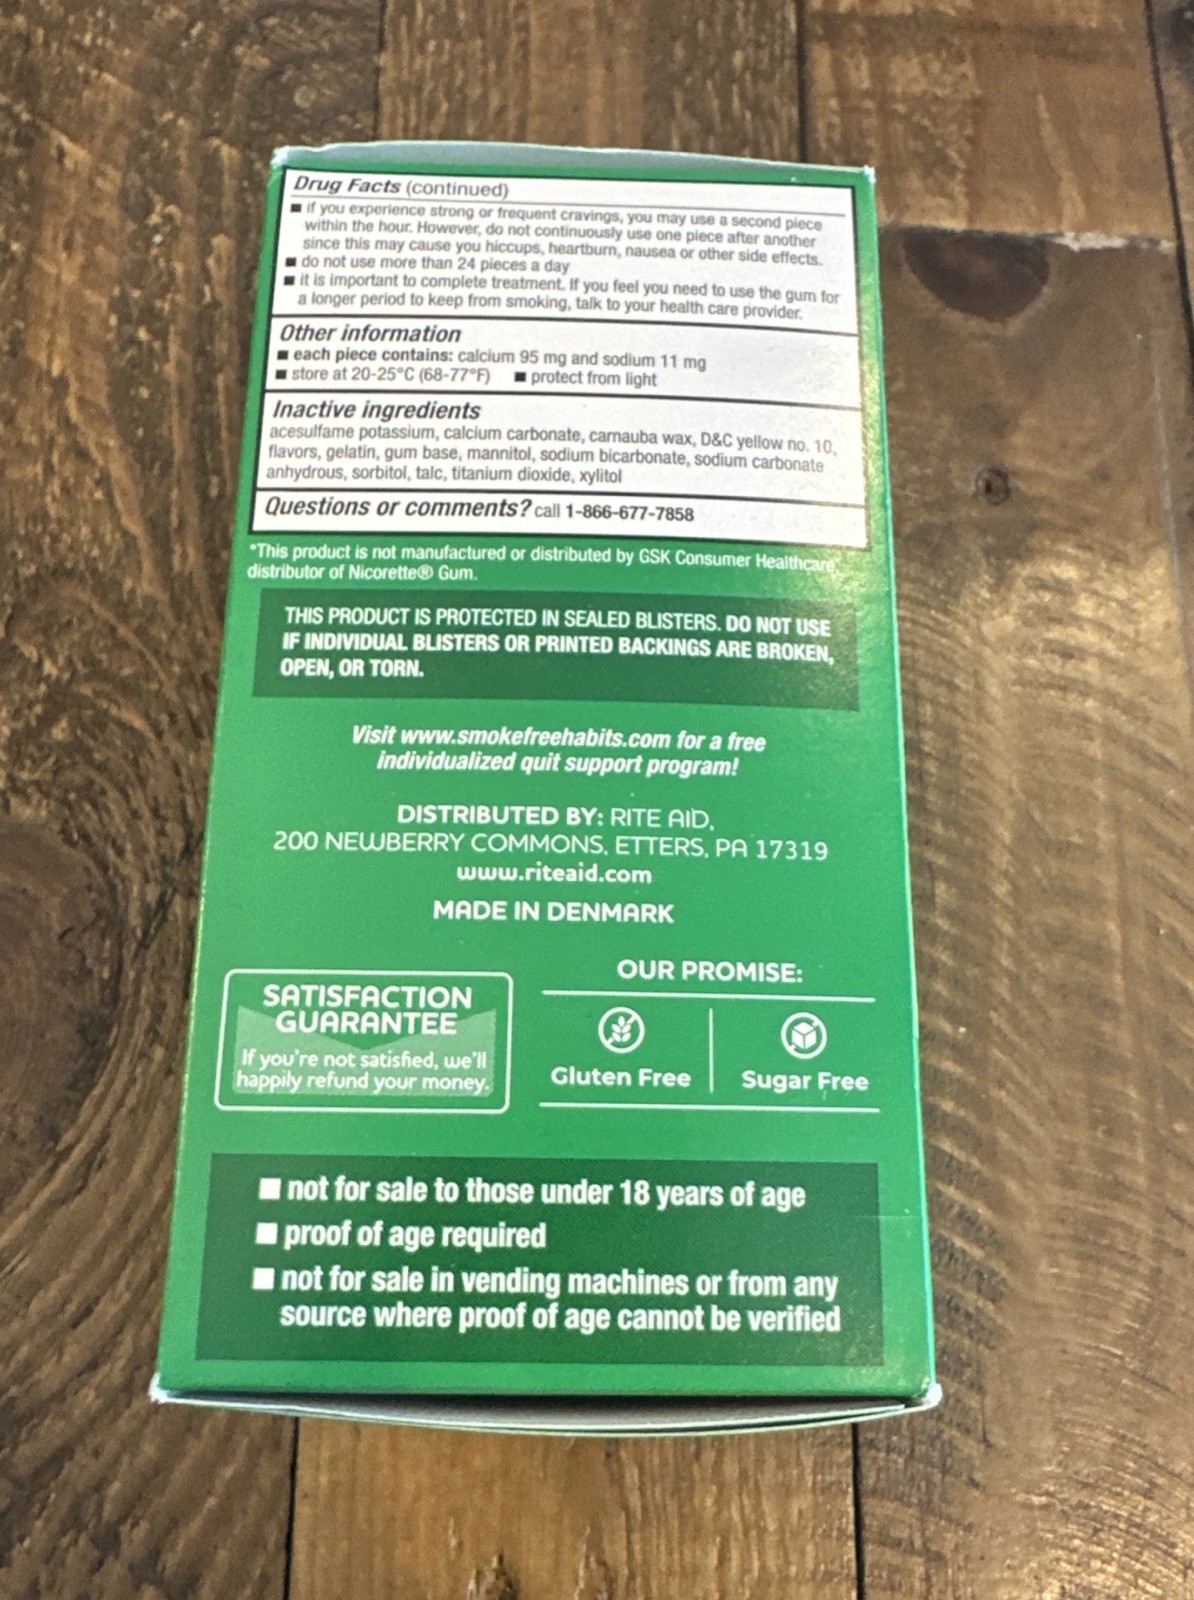 Drug Facts (continued)
■ if you experience strong or frequent cravings, you may use a second piece
within the hour. However, do not continuously use one piece after another
since this may cause you hiccups, heartburn, nausea or other side effects.
■ do not use more than 24 pieces a day
■ it is important to complete treatment. If you feel you need to use the gum for
a longer period to keep from smoking, talk to your health care provider.
Other information
■ each piece contains: calcium 95 mg and sodium 11 mg
■ store at 20-25°C (68-77°F) ■ protect from light
Inactive ingredients
acesulfame potassium, calcium carbonate, carnauba wax, D&C yellow no. 10,
flavors, gelatin, gum base, mannitol, sodium bicarbonate, sodium carbonate
anhydrous, sorbitol, talc, titanium dioxide, xylitol
Questions or comments? call 1-866-677-7858
*This product is not manufactured or distributed by GSK Consumer Healthcare,
distributor of Nicorette® Gum.
THIS PRODUCT IS PROTECTED IN SEALED BLISTERS. DO NOT USE
IF INDIVIDUAL BLISTERS OR PRINTED BACKINGS ARE BROKEN,
OPEN, OR TORN.
Visit www.smokefreehabits.com for a free
individualized quit support program!
DISTRIBUTED BY: RITE AID,
200 NEWBERRY COMMONS, ETTERS, PA 17319
www.riteaid.com
MADE IN DENMARK
SATISFACTION
GUARANTEE
If you're not satisfied, we'll
happily refund your money.
OUR PROMISE:
Gluten Free
Sugar Free
■ not for sale to those under 18 years of age
■ proof of age required
■ not for sale in vending machines or from any
source where proof of age cannot be verified